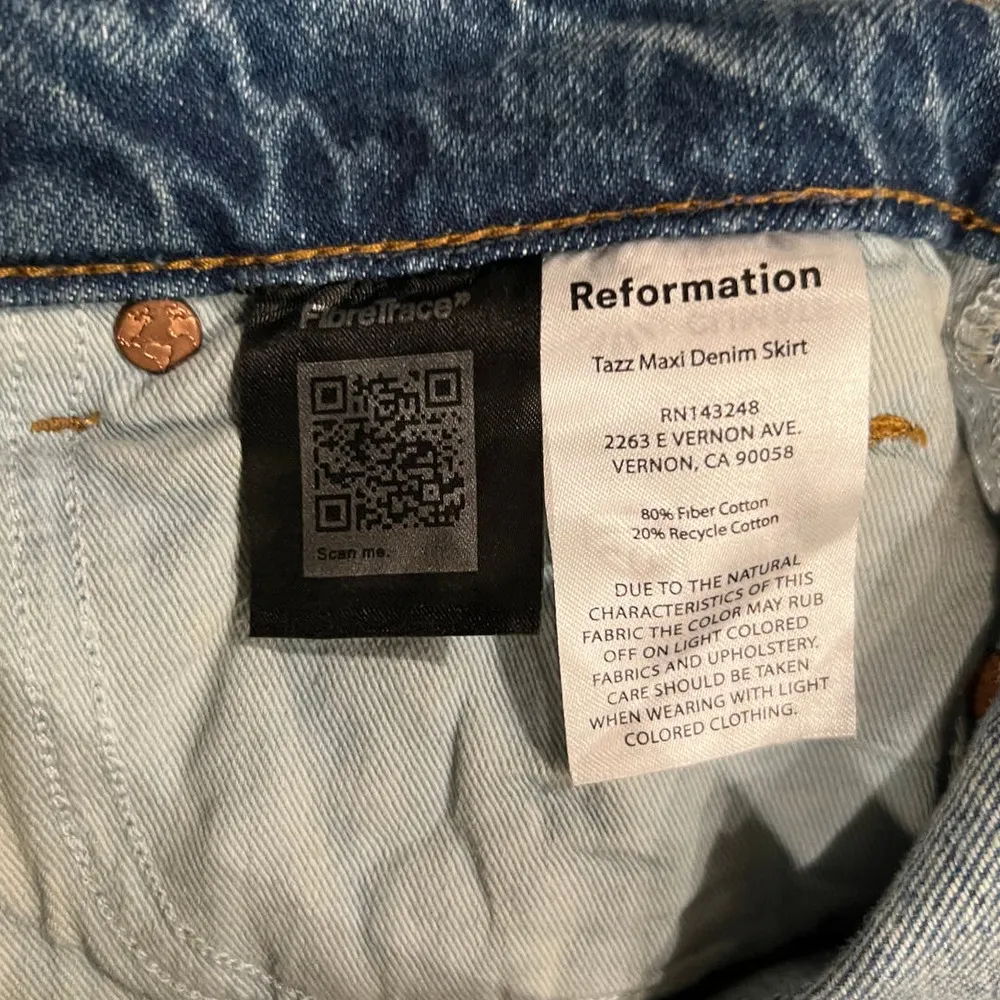 FibreTrace”
Scan me.
Reformation
Tazz Maxi Denim Skirt
RN143248
2263 E VERNON AVE.
VERNON, CA 90058
80% Fiber Cotton
20% Recycle Cotton
DUE TO THE NATURAL
CHARACTERISTICS OF THIS
FABRIC THE COLOR MAY RUB
OFF ON LIGHT COLORED
FABRICS AND UPHOLSTERY.
CARE SHOULD BE TAKEN
WHEN WEARING WITH LIGHT
COLORED CLOTHING.